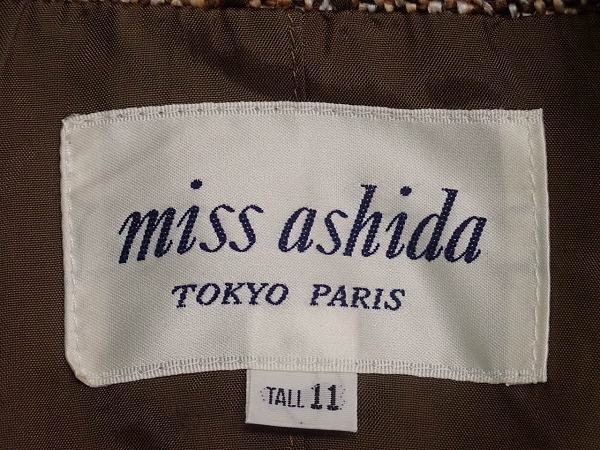 miss ashida
TOKYO PARIS
TALL 11